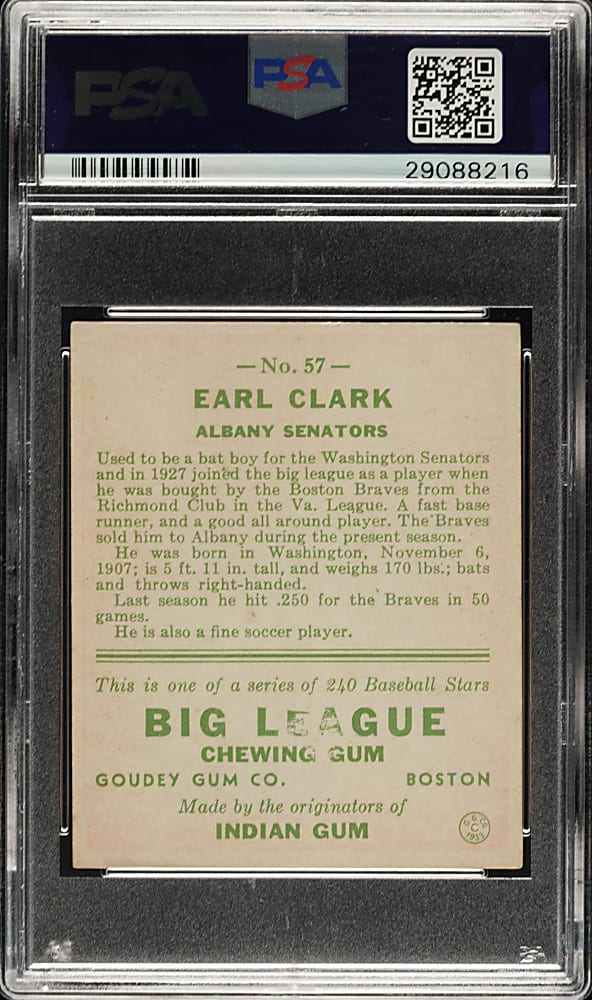 PSA PSA
29088216
— No. 57 —
EARL CLARK
ALBANY SENATORS
Used to be a bat boy for the Washington Senators
and in 1927 joined the big league as a player when
he was bought by the Boston Braves from the
Richmond Club in the Va. League. A fast base
runner, and a good all around player. The Braves
sold him to Albany during the present season.
He was born in Washington, November 6,
1907; is 5 ft. 11 in. tall, and weighs 170 lbs.; bats
and throws right-handed.
Last season he hit .250 for the Braves in 50
games.
He is also a fine soccer player.
This is one of a series of 240 Baseball Stars
BIG LEAGUE
CHEWING GUM
GOUDEY GUM CO. BOSTON
Made by the originators of
INDIAN GUM
G. G. Co.
C
1933